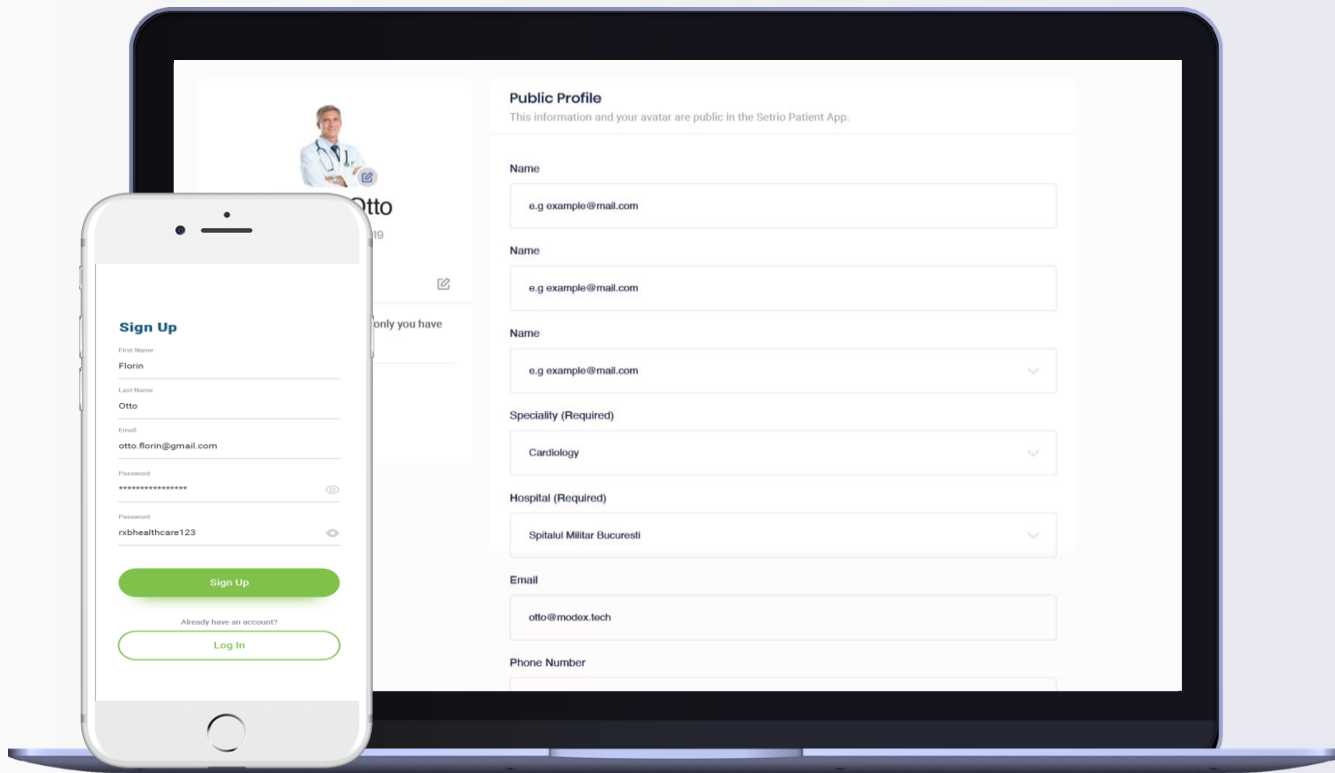 Public Profile
This information and your avatar are public in the Setrio Patient App.
Name
e.g example@mail.com
Name
e.g example@mail.com
Name
e.g example@mail.com
Speciality (Required)
Cardiology
Hospital (Required)
Spitalul Militar Bucuresti
Email
otto@modex.tech
Phone Number
Otto
19
only you have
Sign Up
First Name
Florin
Last Name
Otto
Email
otto.florin@gmail.com
Password
****************
Password
rxbhealthcare123
Sign Up
Already have an account?
Log In